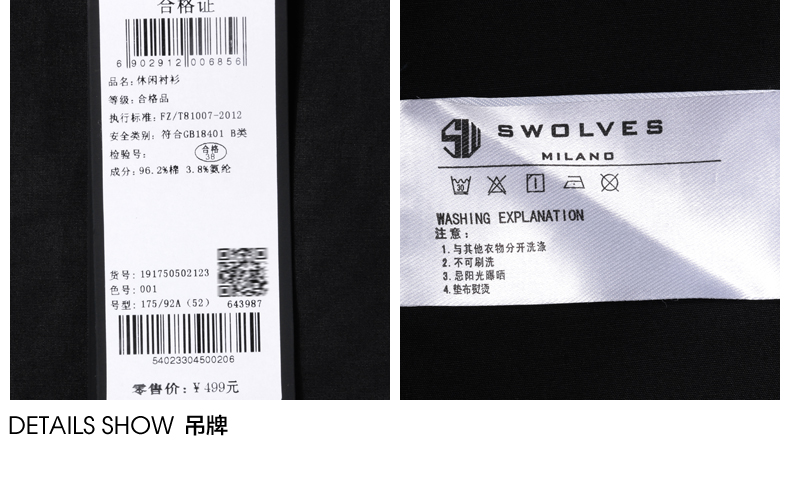 合格证
6 902912 006856
品名: 休闲衬衫
等级: 合格品
执行标准: FZ/T81007-2012
安全类别: 符合GB18401 B类
检验号: 合格 38
成分: 96.2%棉 3.8%氨纶
货号: 191750502123
色号: 001
号型: 175/92A (52) 643987
54023304500206
零售价: ¥499元
SWOLVES
MILANO
30
WASHING EXPLANATION
注意:
1.与其他衣物分开洗涤
2.不可刷洗
3.忌阳光曝晒
4.垫布熨烫
DETAILS SHOW 吊牌